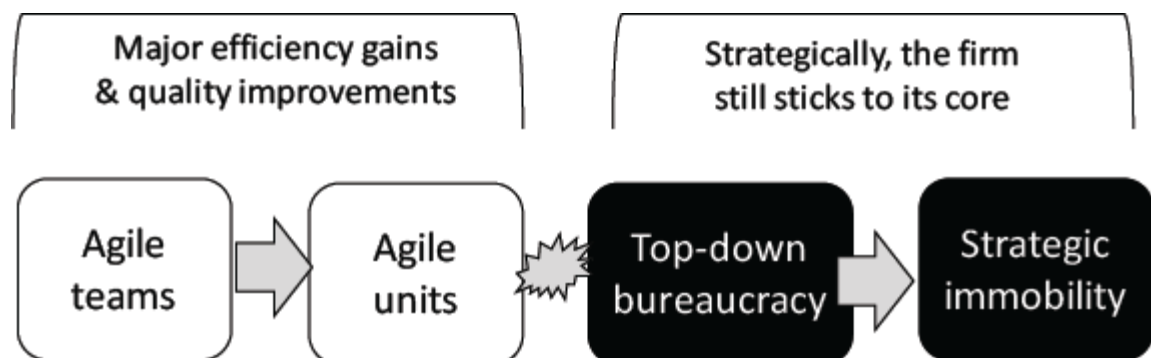 Major efficiency gains
& quality improvements
Strategically, the firm
still sticks to its core
Agile
teams
Agile
units
Top-down
bureaucracy
Strategic
immobility